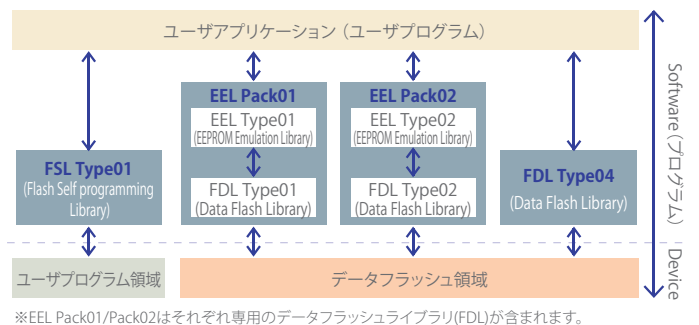 ユーザアプリケーション（ユーザプログラム）
EEL Pack01
EEL Type01
(EEPROM Emulation Library)
FDL Type01
(Data Flash Library)
EEL Pack02
EEL Type02
(EEPROM Emulation Library)
FDL Type02
(Data Flash Library)
FSL Type01
(Flash Self programming
Library)
FDL Type04
(Data Flash Library)
Software（プログラム）
ユーザプログラム領域
データフラッシュ領域
Device
※EEL Pack01/Pack02はそれぞれ専用のデータフラッシュライブラリ(FDL)が含まれます。